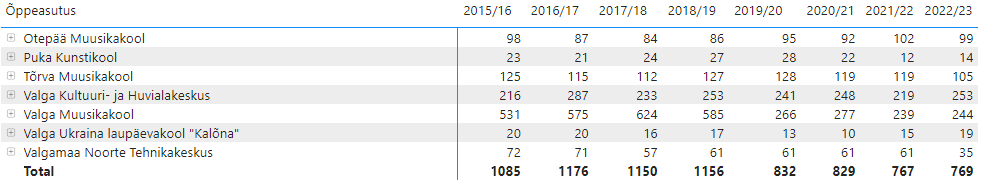 Õppeasutus 2015/16 2016/17 2017/18 2018/19 2019/20 2020/21 2021/22 2022/23
Otepää Muusikakool 98 87 84 86 95 92 102 99
Puka Kunstikool 23 21 24 27 28 22 12 14
Tõrva Muusikakool 125 115 112 127 128 119 119 105
Valga Kultuuri- ja Huvialakeskus 216 287 233 253 241 248 219 253
Valga Muusikakool 531 575 624 585 266 277 239 244
Valga Ukraina laupäevakool "Kalõna" 20 20 16 17 13 10 15 19
Valgamaa Noorte Tehnikakeskus 72 71 57 61 61 61 61 35
Total 1085 1176 1150 1156 832 829 767 769